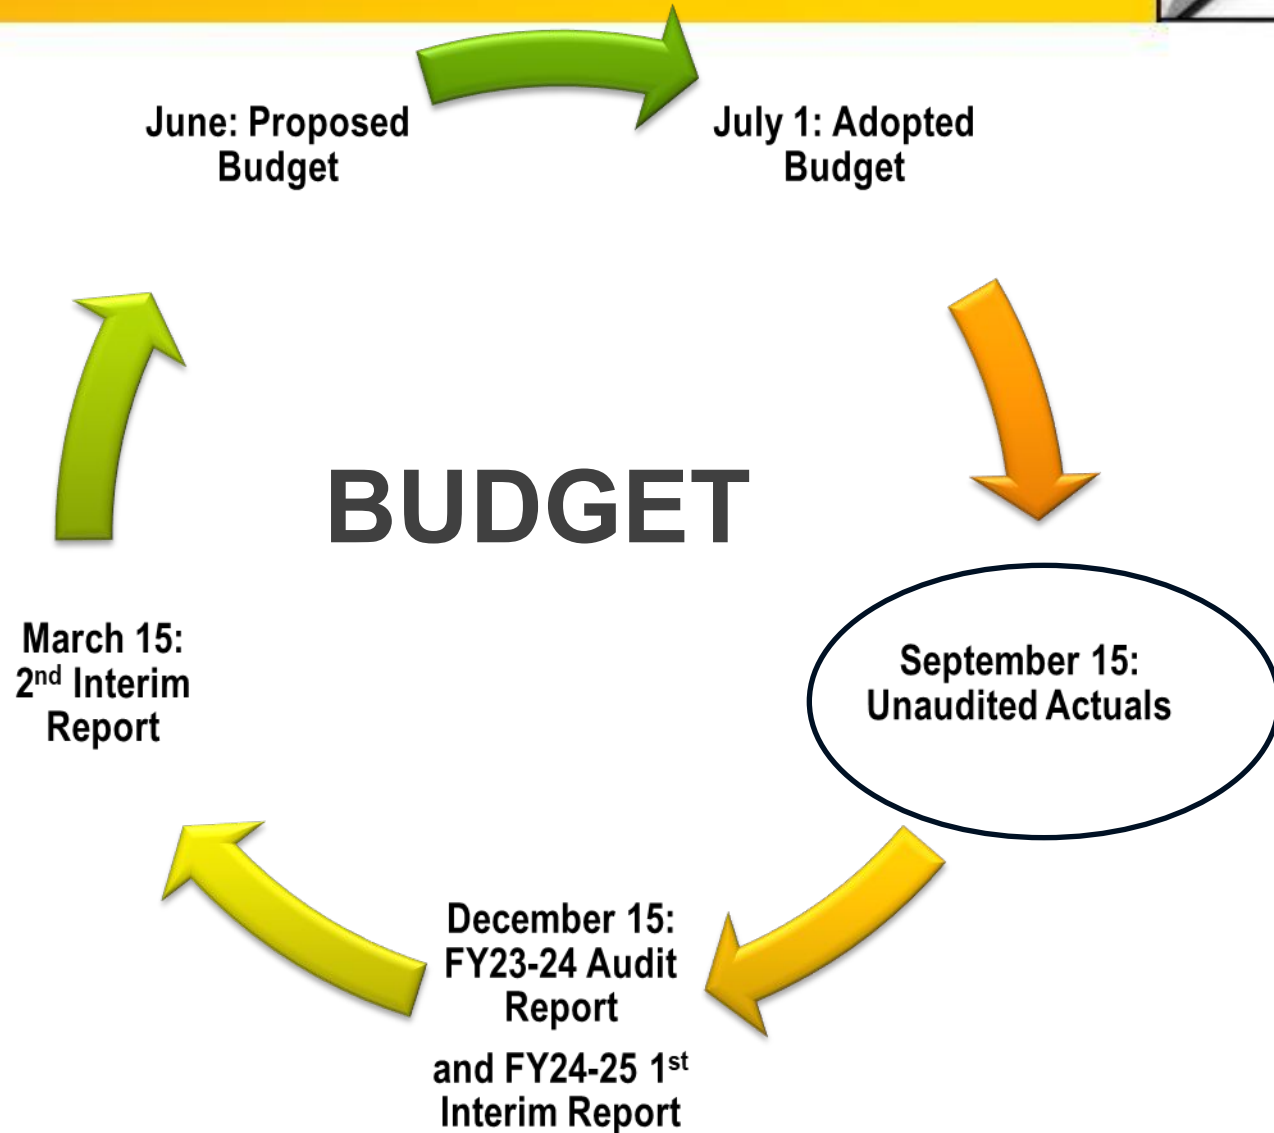 June: Proposed
Budget
July 1: Adopted
Budget
BUDGET
September 15:
Unaudited Actuals
December 15:
FY23-24 Audit
Report
and FY24-25 1st
Interim Report
March 15:
2nd Interim
Report